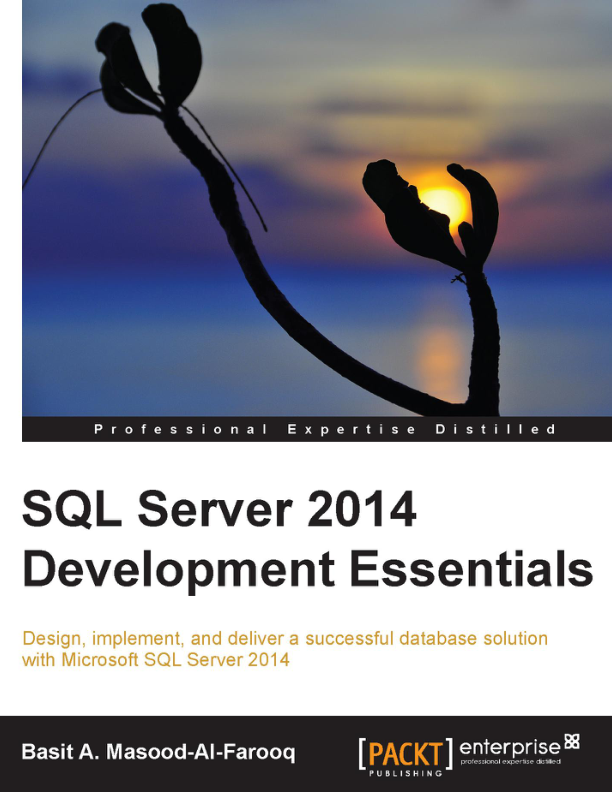 Professional Expertise Distilled
SQL Server 2014
Development Essentials
Design, implement, and deliver a successful database solution
with Microsoft SQL Server 2014
Basit A. Masood-Al-Farooq
[PACKT] enterprise
PUBLISHING
professional expertise distilled